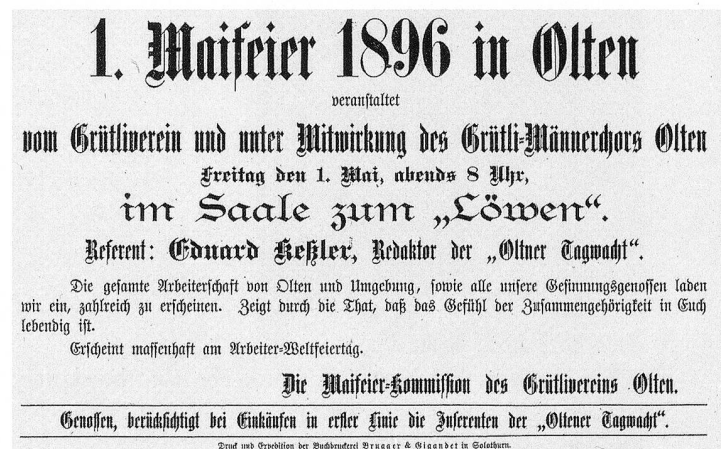 1. Maifeier 1896 in Olten
veranstaltet
vom Grütliverein und unter Mitwirkung des Grütli-Männerchors Olten
Freitag den 1. Mai, abends 8 Uhr,
im Saale zum „Löwen“.
Referent: Eduard Keßler, Redaktor der „Oltner Tagwacht“.
Die gesamte Arbeiterschaft von Olten und Umgebung, sowie alle unsere Gesinnungsgenossen laden
wir ein, zahlreich zu erscheinen. Zeigt durch die That, daß das Gefühl der Zusammengehörigkeit in Euch
lebendig ist.
Erscheint massenhaft am Arbeiter-Weltfeiertag.
Die Maifeier-Kommission des Grütlivereins Olten.
Genossen, berücksichtigt bei Einkäufen in erster Linie die Inserenten der „Oltener Tagwacht“.
Druck und Expedition der Buchdruckerei Brugger & Gigandet in Solothurn.